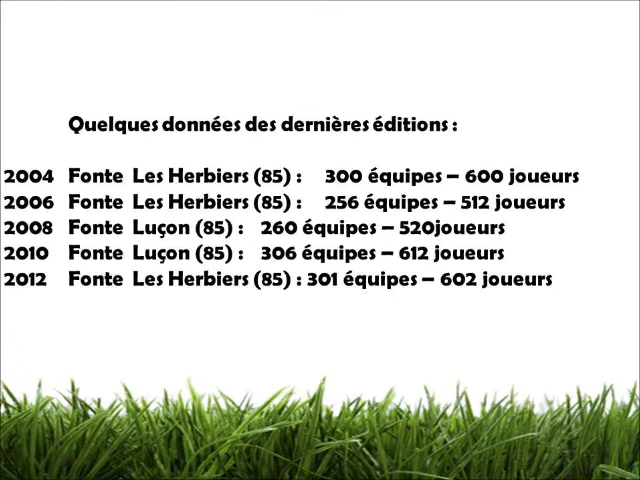 Quelques données des dernières éditions :
2004 Fonte Les Herbiers (85) : 300 équipes – 600 joueurs
2006 Fonte Les Herbiers (85) : 256 équipes – 512 joueurs
2008 Fonte Luçon (85) : 260 équipes – 520joueurs
2010 Fonte Luçon (85) : 306 équipes – 612 joueurs
2012 Fonte Les Herbiers (85) : 301 équipes – 602 joueurs